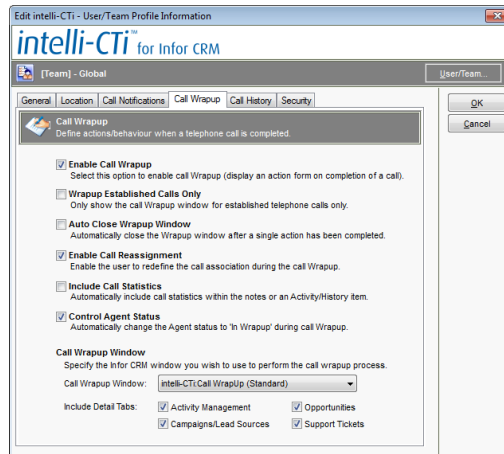 Edit intelli-CTi - User/Team Profile Information
intelli-CTi™ for Infor CRM
[Team] - Global
User/Team...
General Location Call Notifications Call Wrapup Call History Security
OK
Cancel
Call Wrapup
Define actions/behaviour when a telephone call is completed.
Enable Call Wrapup
Select this option to enable call Wrapup (display an action form on completion of a call).
Wrapup Established Calls Only
Only show the call Wrapup window for established telephone calls only.
Auto Close Wrapup Window
Automatically close the Wrapup window after a single action has been completed.
Enable Call Reassignment
Enable the user to redefine the call association during the call Wrapup.
Include Call Statistics
Automatically include call statistics within the notes or an Activity/History item.
Control Agent Status
Automatically change the Agent status to 'In Wrapup' during call Wrapup.
Call Wrapup Window
Specify the Infor CRM window you wish to use to perform the call wrapup process.
Call Wrapup Window: intelli-CTi:Call WrapUp (Standard)
Include Detail Tabs: Activity Management Opportunities
Campaigns/Lead Sources Support Tickets